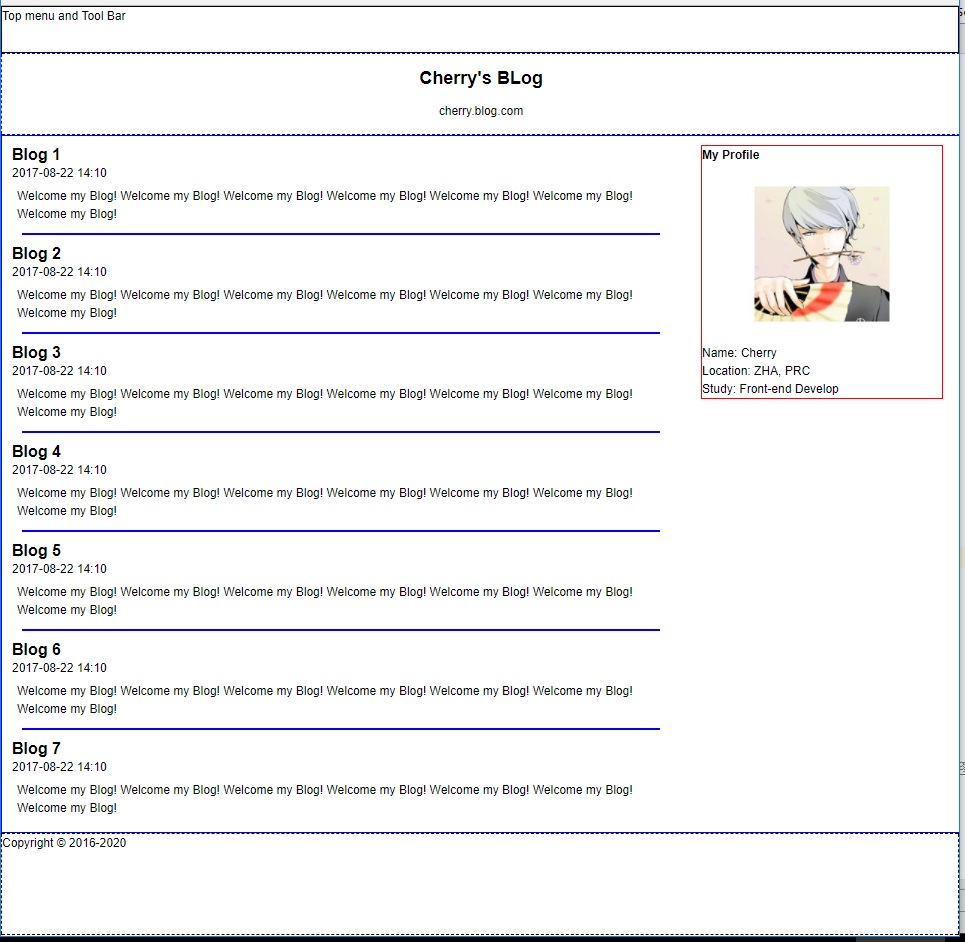 Top menu and Tool Bar
Cherry's BLog
cherry.blog.com
Blog 1
2017-08-22 14:10
Welcome my Blog! Welcome my Blog! Welcome my Blog! Welcome my Blog! Welcome my Blog! Welcome my Blog!
Welcome my Blog!
Blog 2
2017-08-22 14:10
Welcome my Blog! Welcome my Blog! Welcome my Blog! Welcome my Blog! Welcome my Blog! Welcome my Blog!
Welcome my Blog!
Blog 3
2017-08-22 14:10
Welcome my Blog! Welcome my Blog! Welcome my Blog! Welcome my Blog! Welcome my Blog! Welcome my Blog!
Welcome my Blog!
Blog 4
2017-08-22 14:10
Welcome my Blog! Welcome my Blog! Welcome my Blog! Welcome my Blog! Welcome my Blog! Welcome my Blog!
Welcome my Blog!
Blog 5
2017-08-22 14:10
Welcome my Blog! Welcome my Blog! Welcome my Blog! Welcome my Blog! Welcome my Blog! Welcome my Blog!
Welcome my Blog!
Blog 6
2017-08-22 14:10
Welcome my Blog! Welcome my Blog! Welcome my Blog! Welcome my Blog! Welcome my Blog! Welcome my Blog!
Welcome my Blog!
Blog 7
2017-08-22 14:10
Welcome my Blog! Welcome my Blog! Welcome my Blog! Welcome my Blog! Welcome my Blog! Welcome my Blog!
Welcome my Blog!
My Profile
Name: Cherry
Location: ZHA, PRC
Study: Front-end Develop
Copyright © 2016-2020